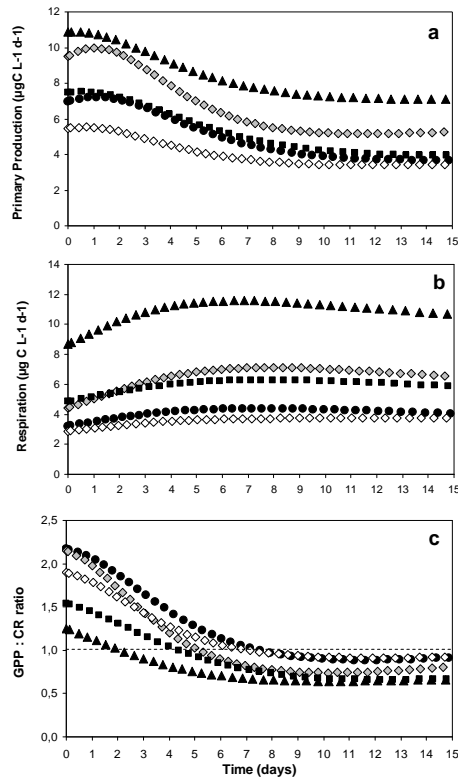 a
Primary Production (µgC L-1 d-1)
12
10
8
6
4
2
0
0 1 2 3 4 5 6 7 8 9 10 11 12 13 14 15
b
Respiration (µg C L-1 d-1)
14
12
10
8
6
4
2
0
0 1 2 3 4 5 6 7 8 9 10 11 12 13 14 15
c
GPP : CR ratio
2,5
2,0
1,5
1,0
0,5
0,0
0 1 2 3 4 5 6 7 8 9 10 11 12 13 14 15
Time (days)